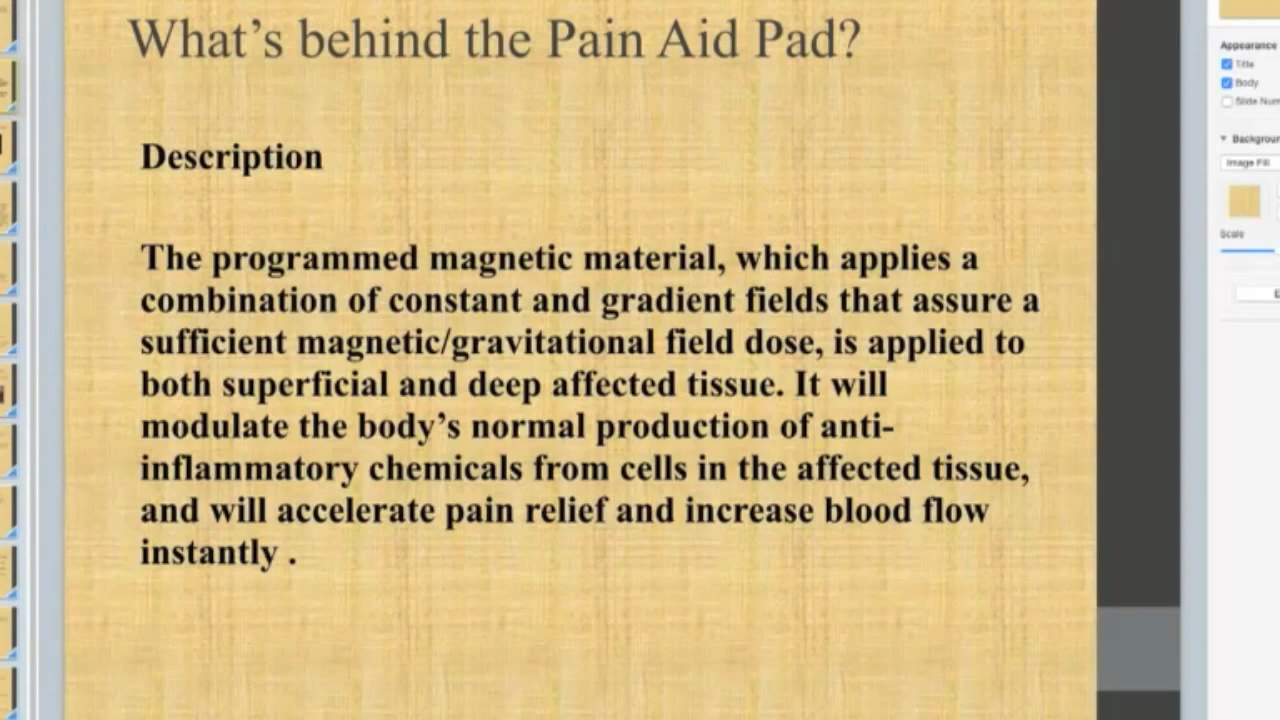 What's behind the Pain Aid Pad?
Description
The programmed magnetic material, which applies a
combination of constant and gradient fields that assure a
sufficient magnetic/gravitational field dose, is applied to
both superficial and deep affected tissue. It will
modulate the body's normal production of anti-
inflammatory chemicals from cells in the affected tissue,
and will accelerate pain relief and increase blood flow
instantly .
Appearance
Title
Body
Slide Num
Backgroun
Image Fill
Scale